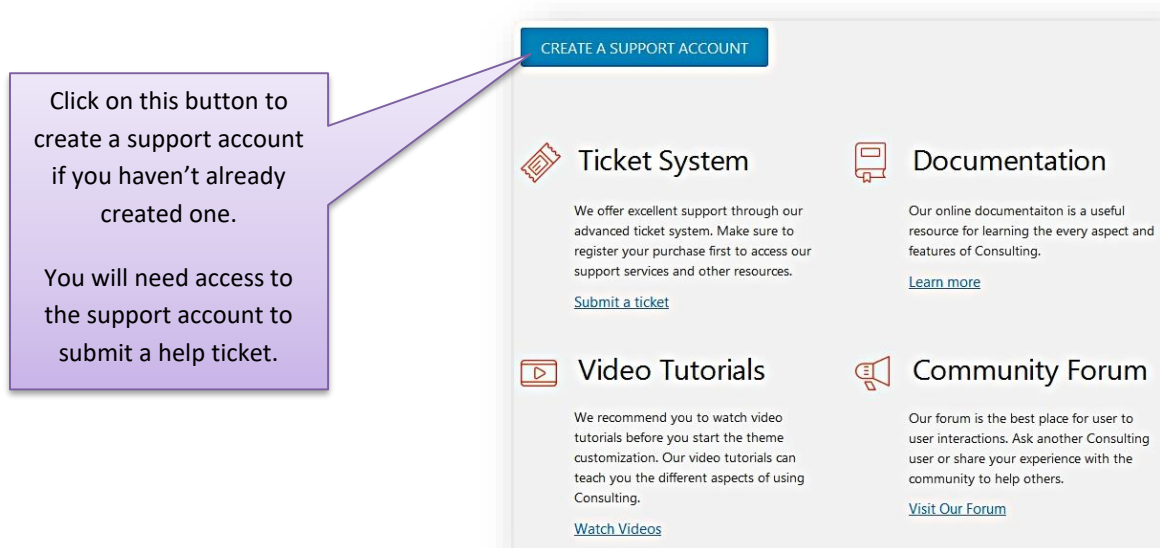 CREATE A SUPPORT ACCOUNT
Click on this button to
create a support account
if you haven’t already
created one.
You will need access to
the support account to
submit a help ticket.
Ticket System
We offer excellent support through our
advanced ticket system. Make sure to
register your purchase first to access our
support services and other resources.
Submit a ticket
Documentation
Our online documentaiton is a useful
resource for learning the every aspect and
features of Consulting.
Learn more
Video Tutorials
We recommend you to watch video
tutorials before you start the theme
customization. Our video tutorials can
teach you the different aspects of using
Consulting.
Watch Videos
Community Forum
Our forum is the best place for user to
user interactions. Ask another Consulting
user or share your experience with the
community to help others.
Visit Our Forum